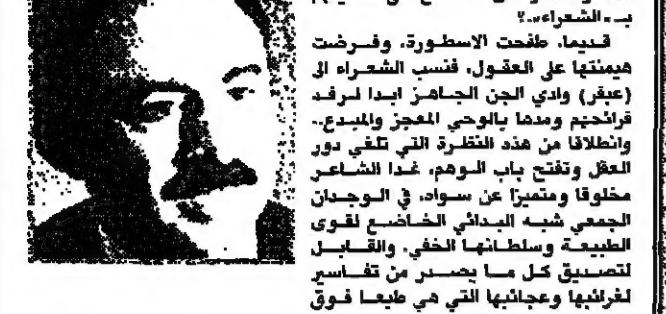 بـ «الشعراء»..؟
قديما. طفحت الاسطورة، وفرضت
هيمنتها على العقول، فنسب الشعراء الى
(عبقر) وادي الجن الجاهز ابدا لرفد
قرائحهم ومدها بالوحي المعجز والمبدع..
وانطلاقا من هذه النظرة التي تلغي دور
العقل وتفتح باب الوهم، غدا الشاعر
مخلوقا ومتميزا عن سواه، في الوجدان
الجمعي شبه البدائي الخاضع لقوى
الطبيعة وسلطانها الخفي، والقابل
لتصديق كل ما يصدر من تفاسير
لغرائبها وعجائبها التي هي طبعا فوق